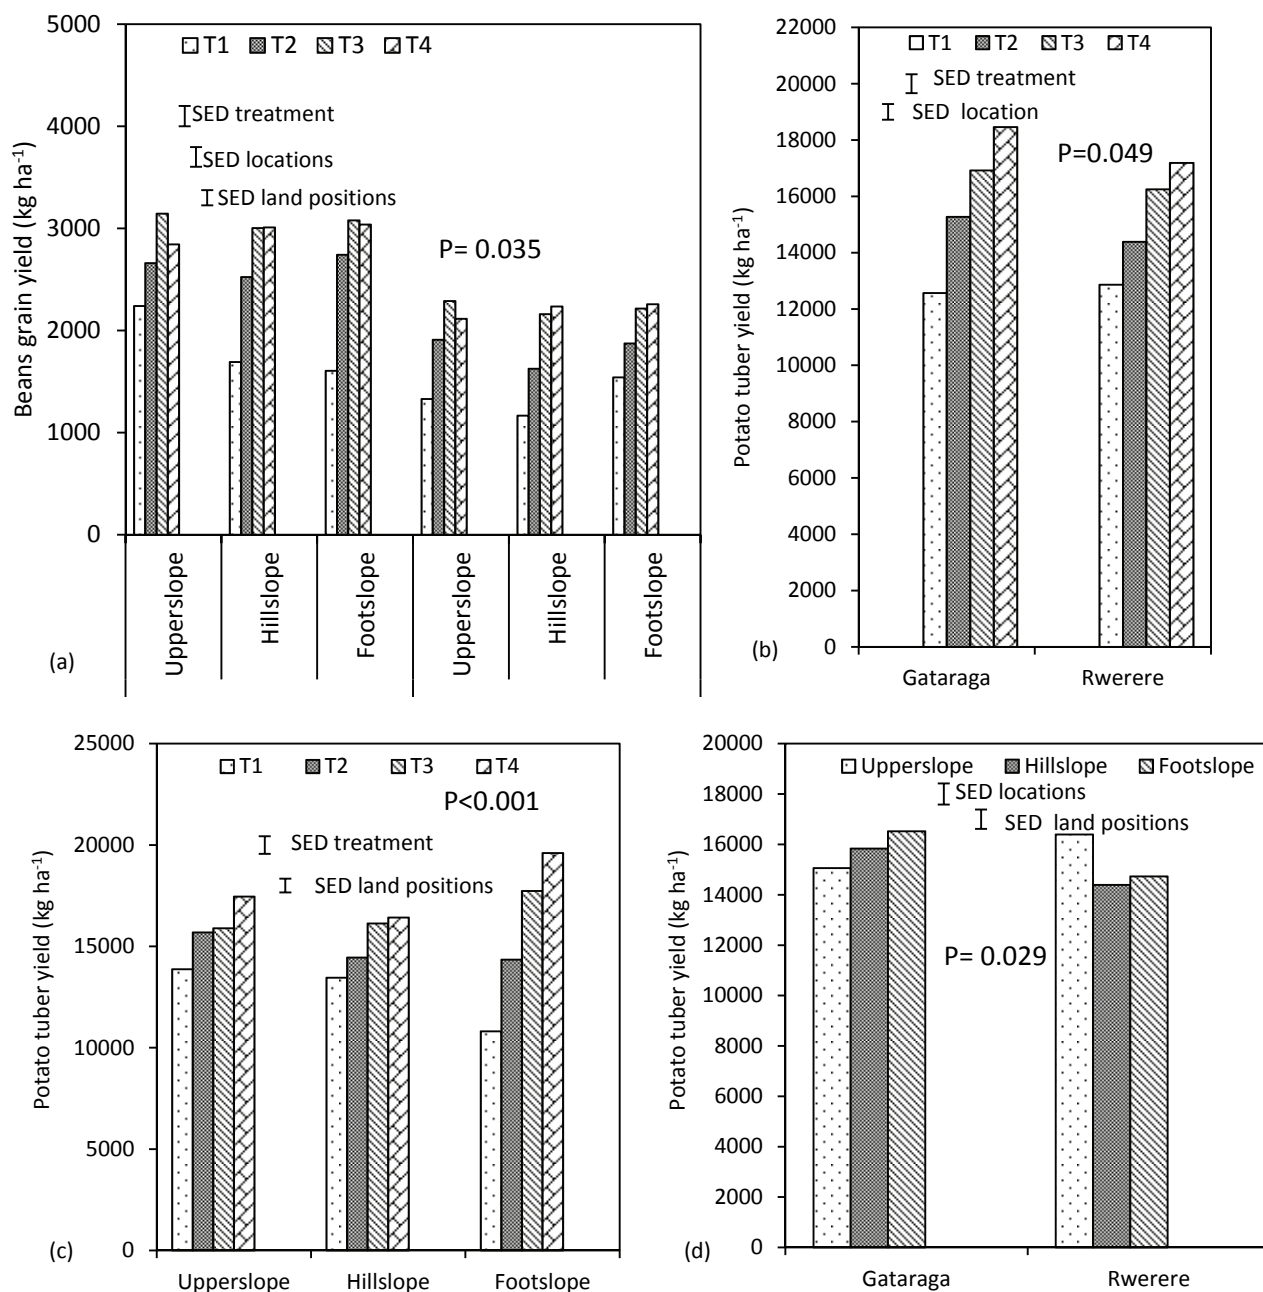 5000
T1 T2 T3 T4
4000
SED treatment
SED locations
SED land positions
3000
P= 0.035
2000
1000
0
Beans grain yield (kg ha-1)
Upperslope
Hillslope
Footslope
Upperslope
Hillslope
Footslope
(a)
22000
T1 T2 T3 T4
20000
SED treatment
SED location
18000
P=0.049
16000
14000
12000
10000
8000
6000
4000
2000
0
Potato tuber yield (kg ha-1)
Gataraga Rwerere
(b)
25000
T1 T2 T3 T4
P<0.001
20000
SED treatment
SED land positions
15000
10000
5000
0
Potato tuber yield (kg ha-1)
Upperslope Hillslope Footslope
(c)
20000
Upperslope Hillslope Footslope
18000
SED locations
SED land positions
16000
14000
12000
P= 0.029
10000
8000
6000
4000
2000
0
Potato tuber yield (kg ha-1)
Gataraga Rwerere
(d)